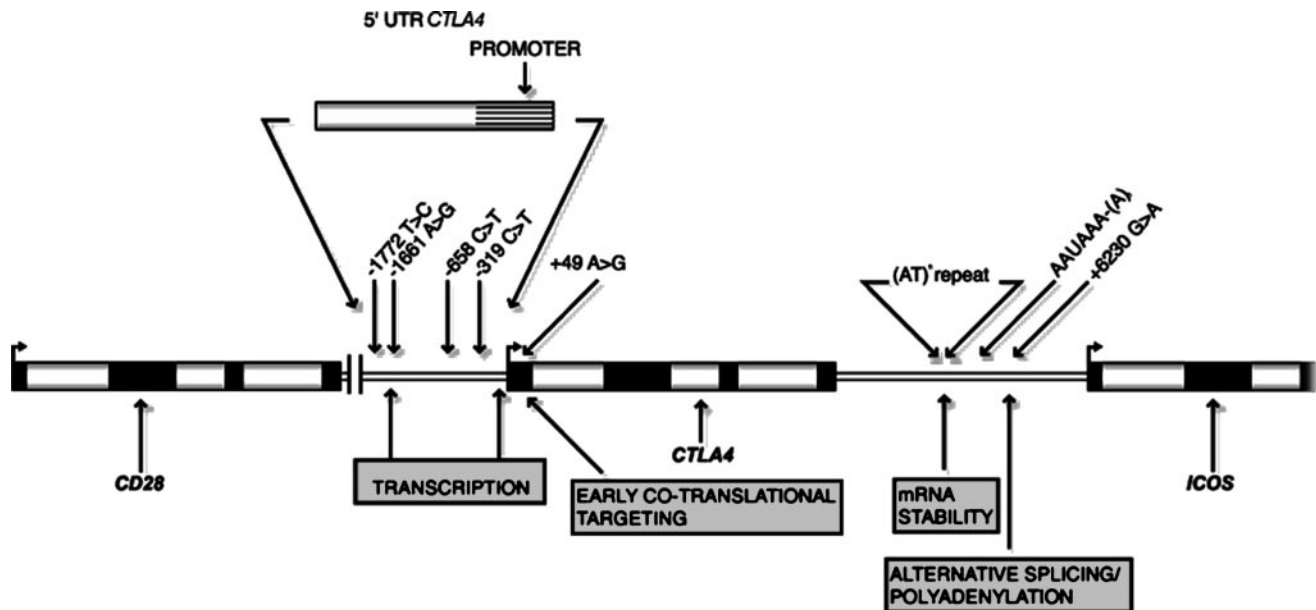 5' UTR CTLA4
PROMOTER
-1772 T>C
-1661 A>G
-658 C>T
-319 C>T
+49 A>G
(AT)* repeat
AAUAAA-(A)
+6230 G>A
CD28
TRANSCRIPTION
EARLY CO-TRANSLATIONAL
TARGETING
CTLA4
mRNA
STABILITY
ALTERNATIVE SPLICING/
POLYADENYLATION
ICOS